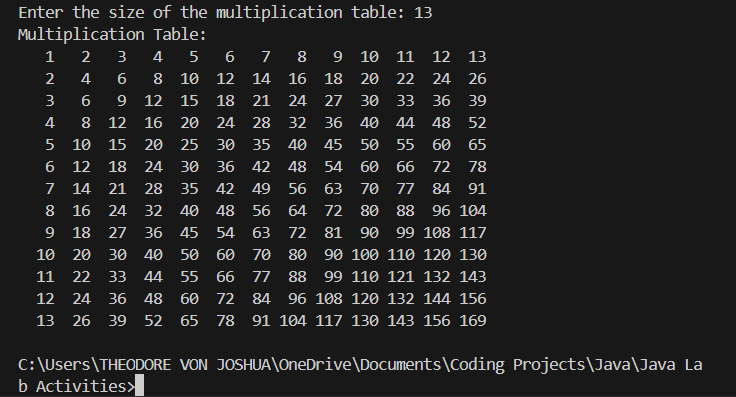 Enter the size of the multiplication table: 13
Multiplication Table:
   1   2   3   4   5   6   7   8   9  10  11  12  13
   2   4   6   8  10  12  14  16  18  20  22  24  26
   3   6   9  12  15  18  21  24  27  30  33  36  39
   4   8  12  16  20  24  28  32  36  40  44  48  52
   5  10  15  20  25  30  35  40  45  50  55  60  65
   6  12  18  24  30  36  42  48  54  60  66  72  78
   7  14  21  28  35  42  49  56  63  70  77  84  91
   8  16  24  32  40  48  56  64  72  80  88  96 104
   9  18  27  36  45  54  63  72  81  90  99 108 117
  10  20  30  40  50  60  70  80  90 100 110 120 130
  11  22  33  44  55  66  77  88  99 110 121 132 143
  12  24  36  48  60  72  84  96 108 120 132 144 156
  13  26  39  52  65  78  91 104 117 130 143 156 169
C:\Users\THEODORE VON JOSHUA\OneDrive\Documents\Coding Projects\Java\Java La
b Activities>